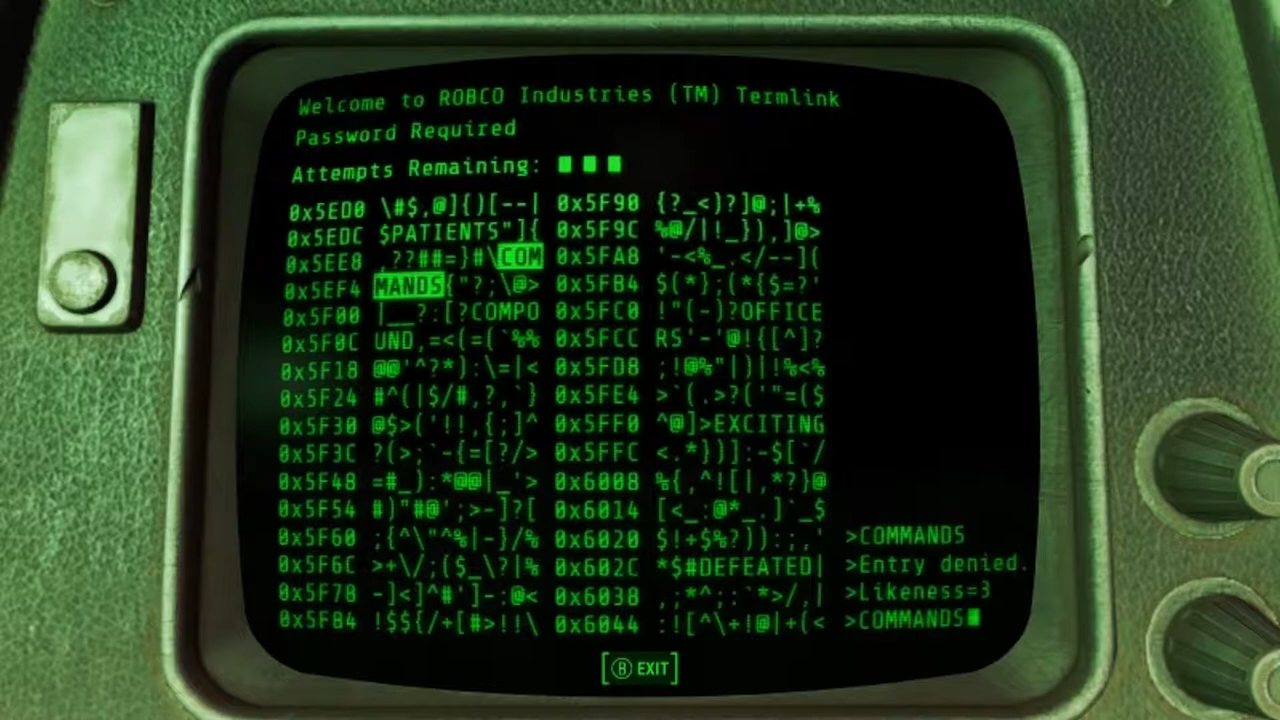 Welcome to ROBCO Industries (TM) Termlink
Password Required
Attempts Remaining: ■ ■ ■
0x5ED0 \#$,@]{)[--| 0x5F90 {?_<)?]@;|+%
0x5EDC $PATIENTS"]{ 0x5F9C %@/|!_}),]@>
0x5EE8 ,??##=}#\COM 0x5FA8 '-<%_.</--](
0x5EF4 MANDS{"?;\@> 0x5FB4 $(*};(*{$=?'
0x5F00 |__?:[?COMPO 0x5FC0 !"(-)?OFFICE
0x5F0C UND,=<(=(`%% 0x5FCC RS'-'@!{[^]?
0x5F18 @@'^?*):\=|< 0x5FD8 ;!@%"|)|!%<%
0x5F24 #^(|$/#,?,`} 0x5FE4 >`(.>?('"=($
0x5F30 @$>('!!,{;]^ 0x5FF0 ^@]>EXCITING
0x5F3C ?(>;`-{=[?/> 0x5FFC <.*})]:-$[`/
0x5F48 =#_):*@@|_'> 0x6008 %{,^![|,*?}@
0x5F54 #)"#@';>-]?[ 0x6014 [<_:@*_.]`_$
0x5F60 ;{^\"^%|-}/% 0x6020 $!+$%?)):;,'
0x5F6C >+\/;($_\?|% 0x602C *$#DEFEATED|
0x5F78 -]<]^#']-:@< 0x6038 ,;*^;:`*>/,|
0x5F84 !$${/+[#>!!\ 0x6044 :![^\+!@|+(<
>COMMANDS
>Entry denied.
>Likeness=3
>COMMANDS■
[Ⓑ EXIT]